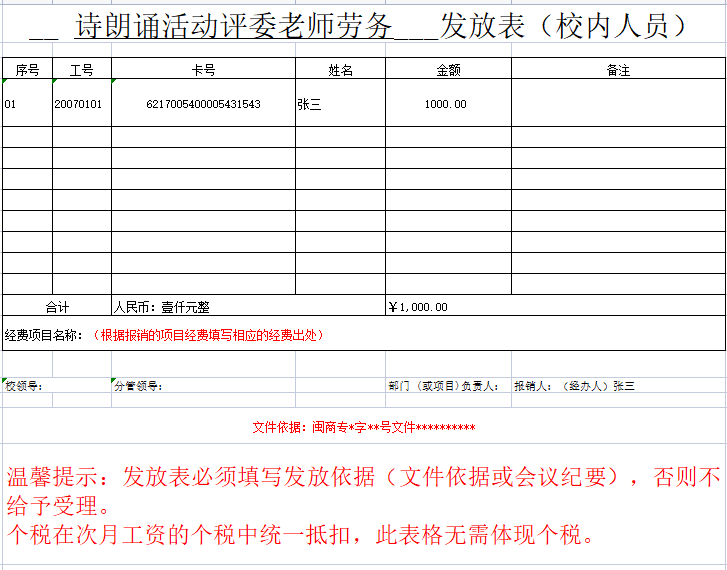 __ 诗朗诵活动评委老师劳务___发放表（校内人员）
序号 工号 卡号 姓名 金额 备注
01 20070101 6217005400005431543 张三 1000.00
合计 人民币：壹仟元整 ￥1,000.00
经费项目名称：（根据报销的项目经费填写相应的经费出处）
校领导： 分管领导： 部门（或项目)负责人： 报销人：（经办人）张三
文件依据：闽商专*字**号文件**********
温馨提示：发放表必须填写发放依据（文件依据或会议纪要），否则不
给予受理。
个税在次月工资的个税中统一抵扣，此表格无需体现个税。